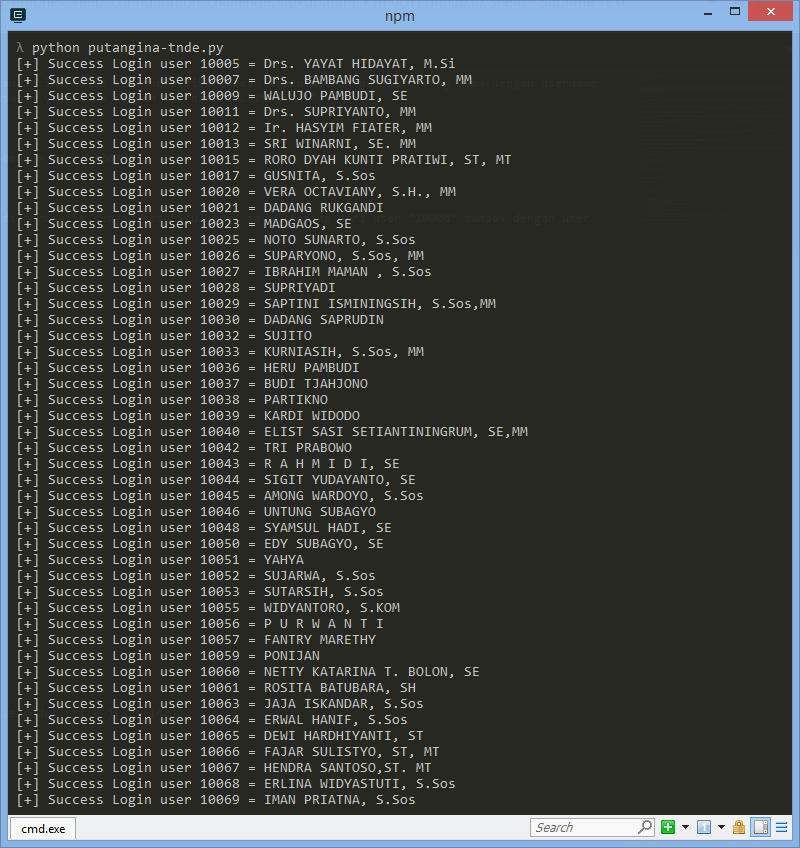 npm
λ python putangina-tnde.py
[+] Success Login user 10005 = Drs. YAYAT HIDAYAT, M.Si
[+] Success Login user 10007 = Drs. BAMBANG SUGIYARTO, MM
[+] Success Login user 10009 = WALUJO PAMBUDI, SE
[+] Success Login user 10011 = Drs. SUPRIYANTO, MM
[+] Success Login user 10012 = Ir. HASYIM FIATER, MM
[+] Success Login user 10013 = SRI WINARNI, SE. MM
[+] Success Login user 10015 = RORO DYAH KUNTI PRATIWI, ST, MT
[+] Success Login user 10017 = GUSNITA, S.Sos
[+] Success Login user 10020 = VERA OCTAVIANY, S.H., MM
[+] Success Login user 10021 = DADANG RUKGANDI
[+] Success Login user 10023 = MADGAOS, SE
[+] Success Login user 10025 = NOTO SUNARTO, S.Sos
[+] Success Login user 10026 = SUPARYONO, S.Sos, MM
[+] Success Login user 10027 = IBRAHIM MAMAN , S.Sos
[+] Success Login user 10028 = SUPRIYADI
[+] Success Login user 10029 = SAPTINI ISMININGSIH, S.Sos,MM
[+] Success Login user 10030 = DADANG SAPRUDIN
[+] Success Login user 10032 = SUJITO
[+] Success Login user 10033 = KURNIASIH, S.Sos, MM
[+] Success Login user 10036 = HERU PAMBUDI
[+] Success Login user 10037 = BUDI TJAHJONO
[+] Success Login user 10038 = PARTIKNO
[+] Success Login user 10039 = KARDI WIDODO
[+] Success Login user 10040 = ELIST SASI SETIANTININGRUM, SE,MM
[+] Success Login user 10042 = TRI PRABOWO
[+] Success Login user 10043 = R A H M I D I, SE
[+] Success Login user 10044 = SIGIT YUDAYANTO, SE
[+] Success Login user 10045 = AMONG WARDOYO, S.Sos
[+] Success Login user 10046 = UNTUNG SUBAGYO
[+] Success Login user 10048 = SYAMSUL HADI, SE
[+] Success Login user 10050 = EDY SUBAGYO, SE
[+] Success Login user 10051 = YAHYA
[+] Success Login user 10052 = SUJARWA, S.Sos
[+] Success Login user 10053 = SUTARSIH, S.Sos
[+] Success Login user 10055 = WIDYANTORO, S.KOM
[+] Success Login user 10056 = P U R W A N T I
[+] Success Login user 10057 = FANTRY MARETHY
[+] Success Login user 10059 = PONIJAN
[+] Success Login user 10060 = NETTY KATARINA T. BOLON, SE
[+] Success Login user 10061 = ROSITA BATUBARA, SH
[+] Success Login user 10063 = JAJA ISKANDAR, S.Sos
[+] Success Login user 10064 = ERWAL HANIF, S.Sos
[+] Success Login user 10065 = DEWI HARDHIYANTI, ST
[+] Success Login user 10066 = FAJAR SULISTYO, ST, MT
[+] Success Login user 10067 = HENDRA SANTOSO,ST. MT
[+] Success Login user 10068 = ERLINA WIDYASTUTI, S.Sos
[+] Success Login user 10069 = IMAN PRIATNA, S.Sos
cmd.exe
Search